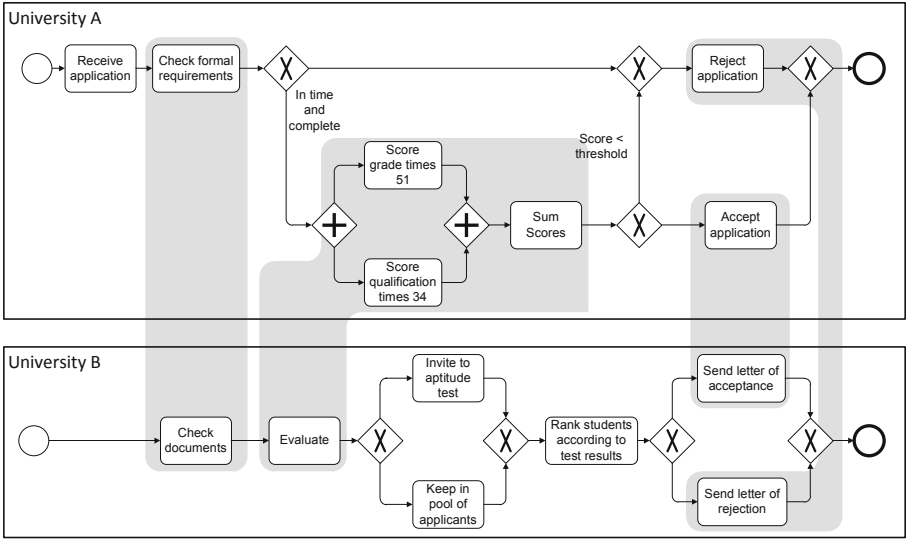 University A
Receive
application
Check formal
requirements
X
In time
and
complete
Score
grade times
51
Score
qualification
times 34
Sum
Scores
Score <
threshold
X
X
Reject
application
X
Accept
application
University B
Check
documents
Evaluate
X
Invite to
aptitude
test
Keep in
pool of
applicants
X
Rank students
according to
test results
X
Send letter of
acceptance
Send letter of
rejection
X